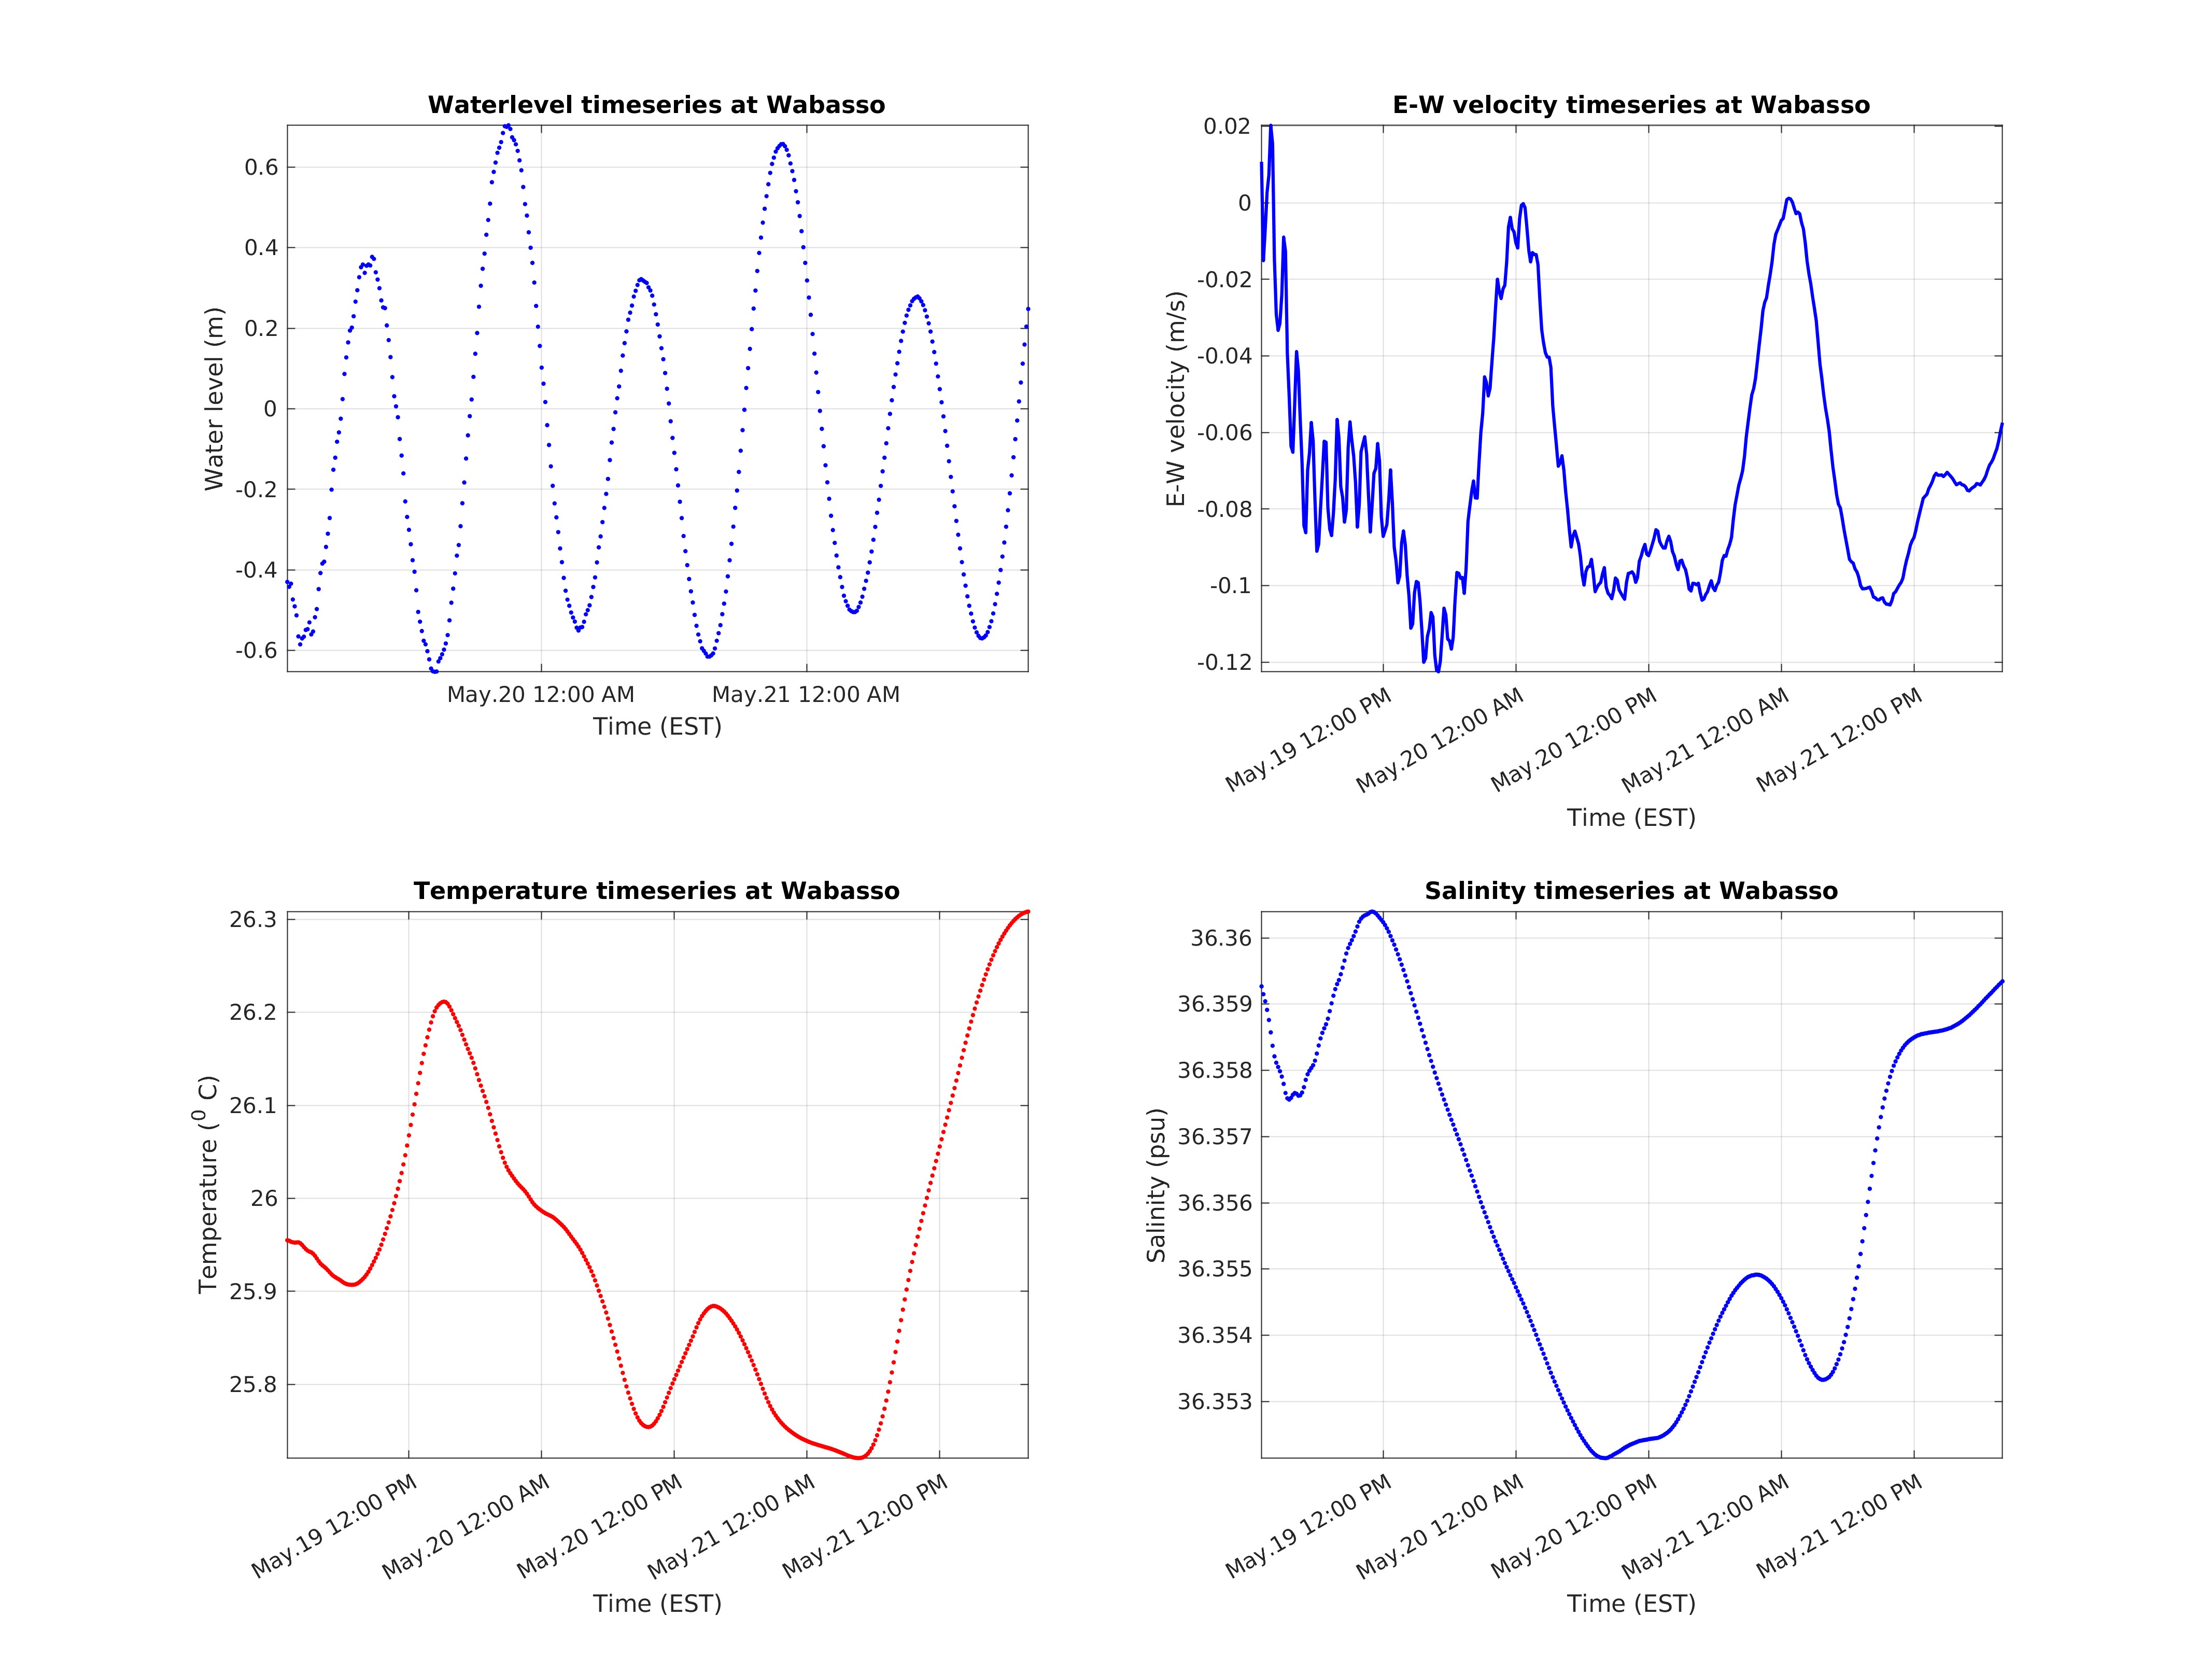 Waterlevel timeseries at Wabasso
0.6
0.4
0.2
0
-0.2
-0.4
-0.6
Water level (m)
May.20 12:00 AM
May.21 12:00 AM
Time (EST)
E-W velocity timeseries at Wabasso
0.02
0
-0.02
-0.04
-0.06
-0.08
-0.1
-0.12
E-W velocity (m/s)
May.19 12:00 PM
May.20 12:00 AM
May.20 12:00 PM
May.21 12:00 AM
May.21 12:00 PM
Time (EST)
Temperature timeseries at Wabasso
26.3
26.2
26.1
26
25.9
25.8
Temperature (⁰ C)
May.19 12:00 PM
May.20 12:00 AM
May.20 12:00 PM
May.21 12:00 AM
May.21 12:00 PM
Time (EST)
Salinity timeseries at Wabasso
36.36
36.359
36.358
36.357
36.356
36.355
36.354
36.353
Salinity (psu)
May.19 12:00 PM
May.20 12:00 AM
May.20 12:00 PM
May.21 12:00 AM
May.21 12:00 PM
Time (EST)